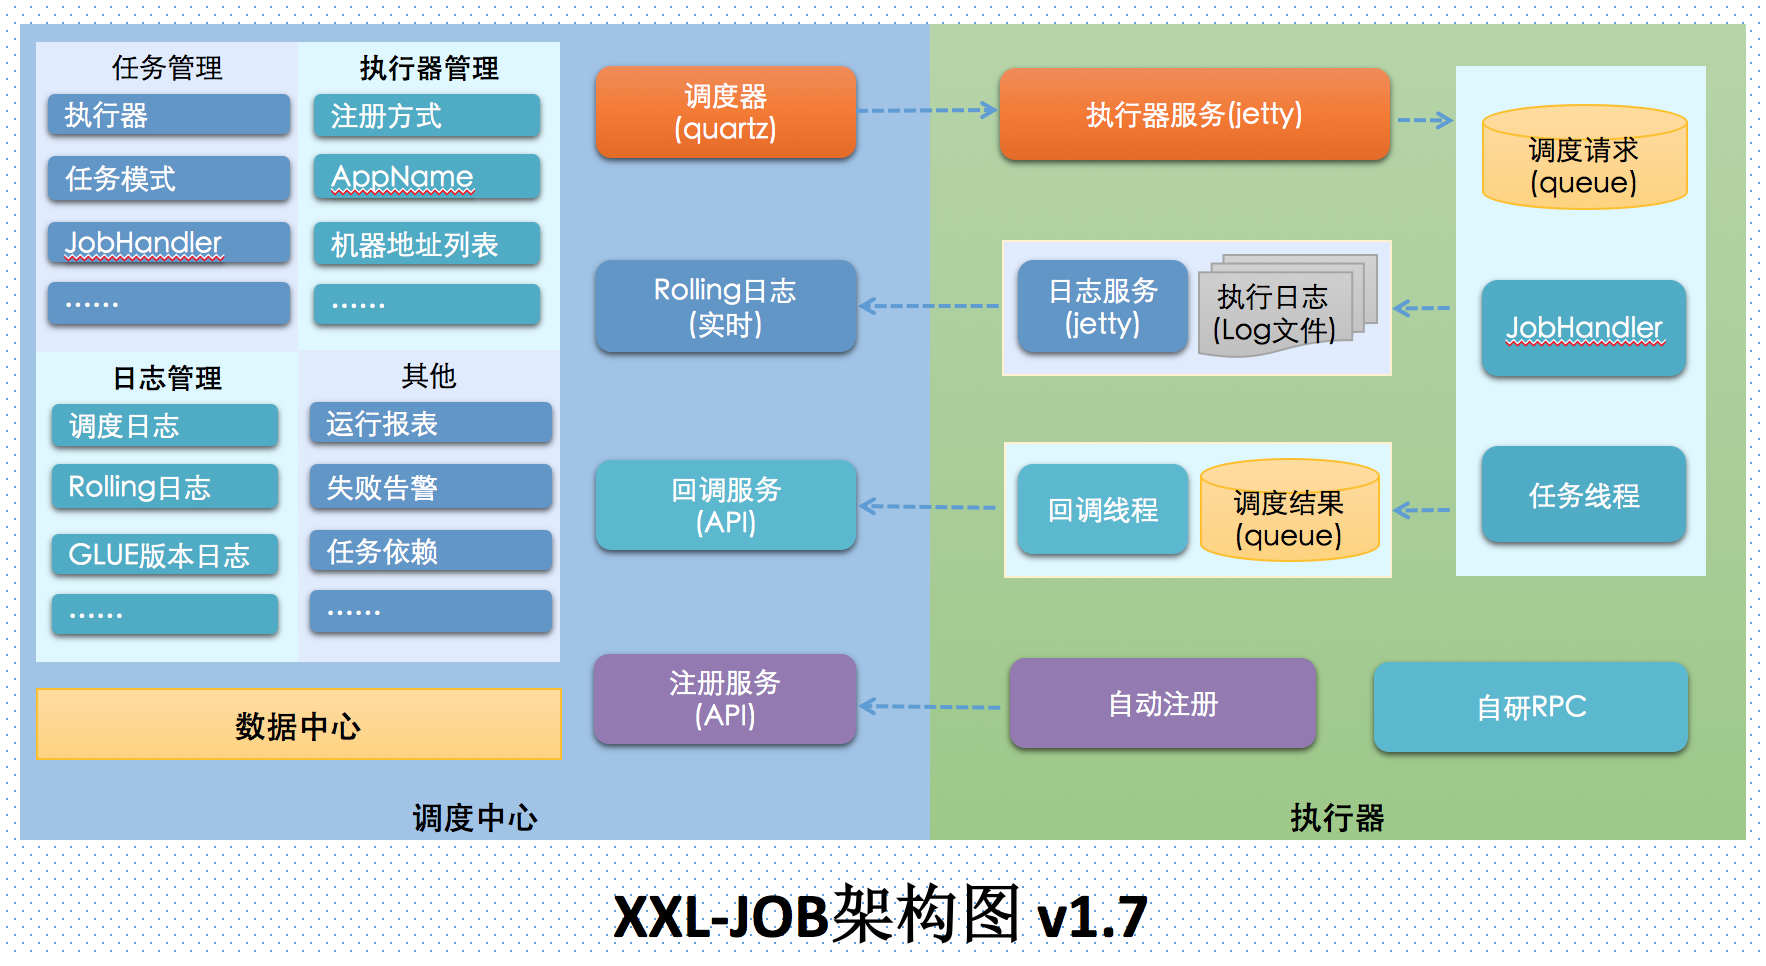 任务管理
执行器
任务模式
JobHandler
······
执行器管理
注册方式
AppName
机器地址列表
······
日志管理
调度日志
Rolling日志
GLUE版本日志
······
其他
运行报表
失败告警
任务依赖
······
数据中心
调度器
(quartz)
Rolling日志
(实时)
回调服务
(API)
注册服务
(API)
调度中心
执行器服务(jetty)
调度请求
(queue)
日志服务
(jetty)
执行日志
(Log文件)
JobHandler
回调线程
调度结果
(queue)
任务线程
自动注册
自研RPC
执行器
XXL-JOB架构图 v1.7